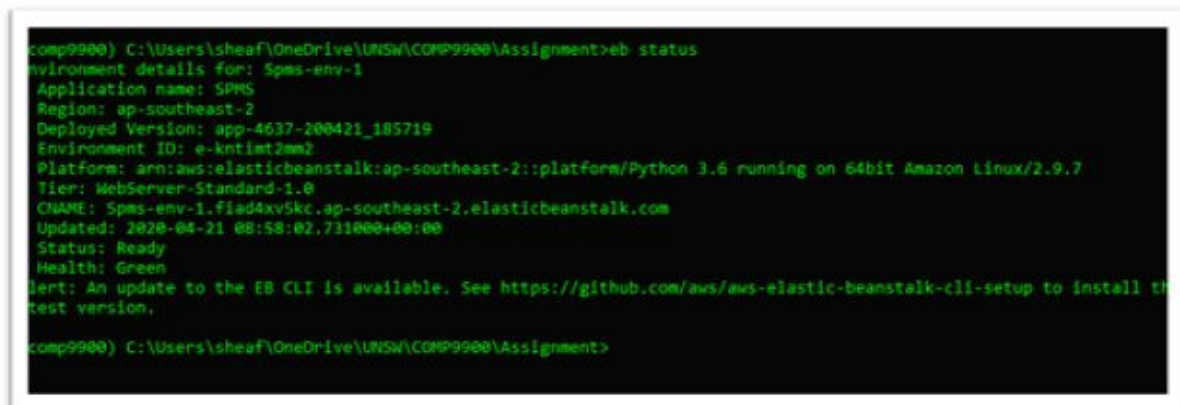 comp9900) C:\Users\sheaf\OneDrive\UNSW\COMP9900\Assignment>eb status
nvironment details for: Spms-env-1
Application name: SPMS
Region: ap-southeast-2
Deployed Version: app-4637-200421_185719
Environment ID: e-kntimt2mm2
Platform: arn:aws:elasticbeanstalk:ap-southeast-2::platform/Python 3.6 running on 64bit Amazon Linux/2.9.7
Tier: WebServer-Standard-1.0
CNAME: Spms-env-1.fiad4xv5kc.ap-southeast-2.elasticbeanstalk.com
Updated: 2020-04-21 08:58:02.731000+00:00
Status: Ready
Health: Green
lert: An update to the EB CLI is available. See https://github.com/aws/aws-elastic-beanstalk-cli-setup to install th
test version.
comp9900) C:\Users\sheaf\OneDrive\UNSW\COMP9900\Assignment>